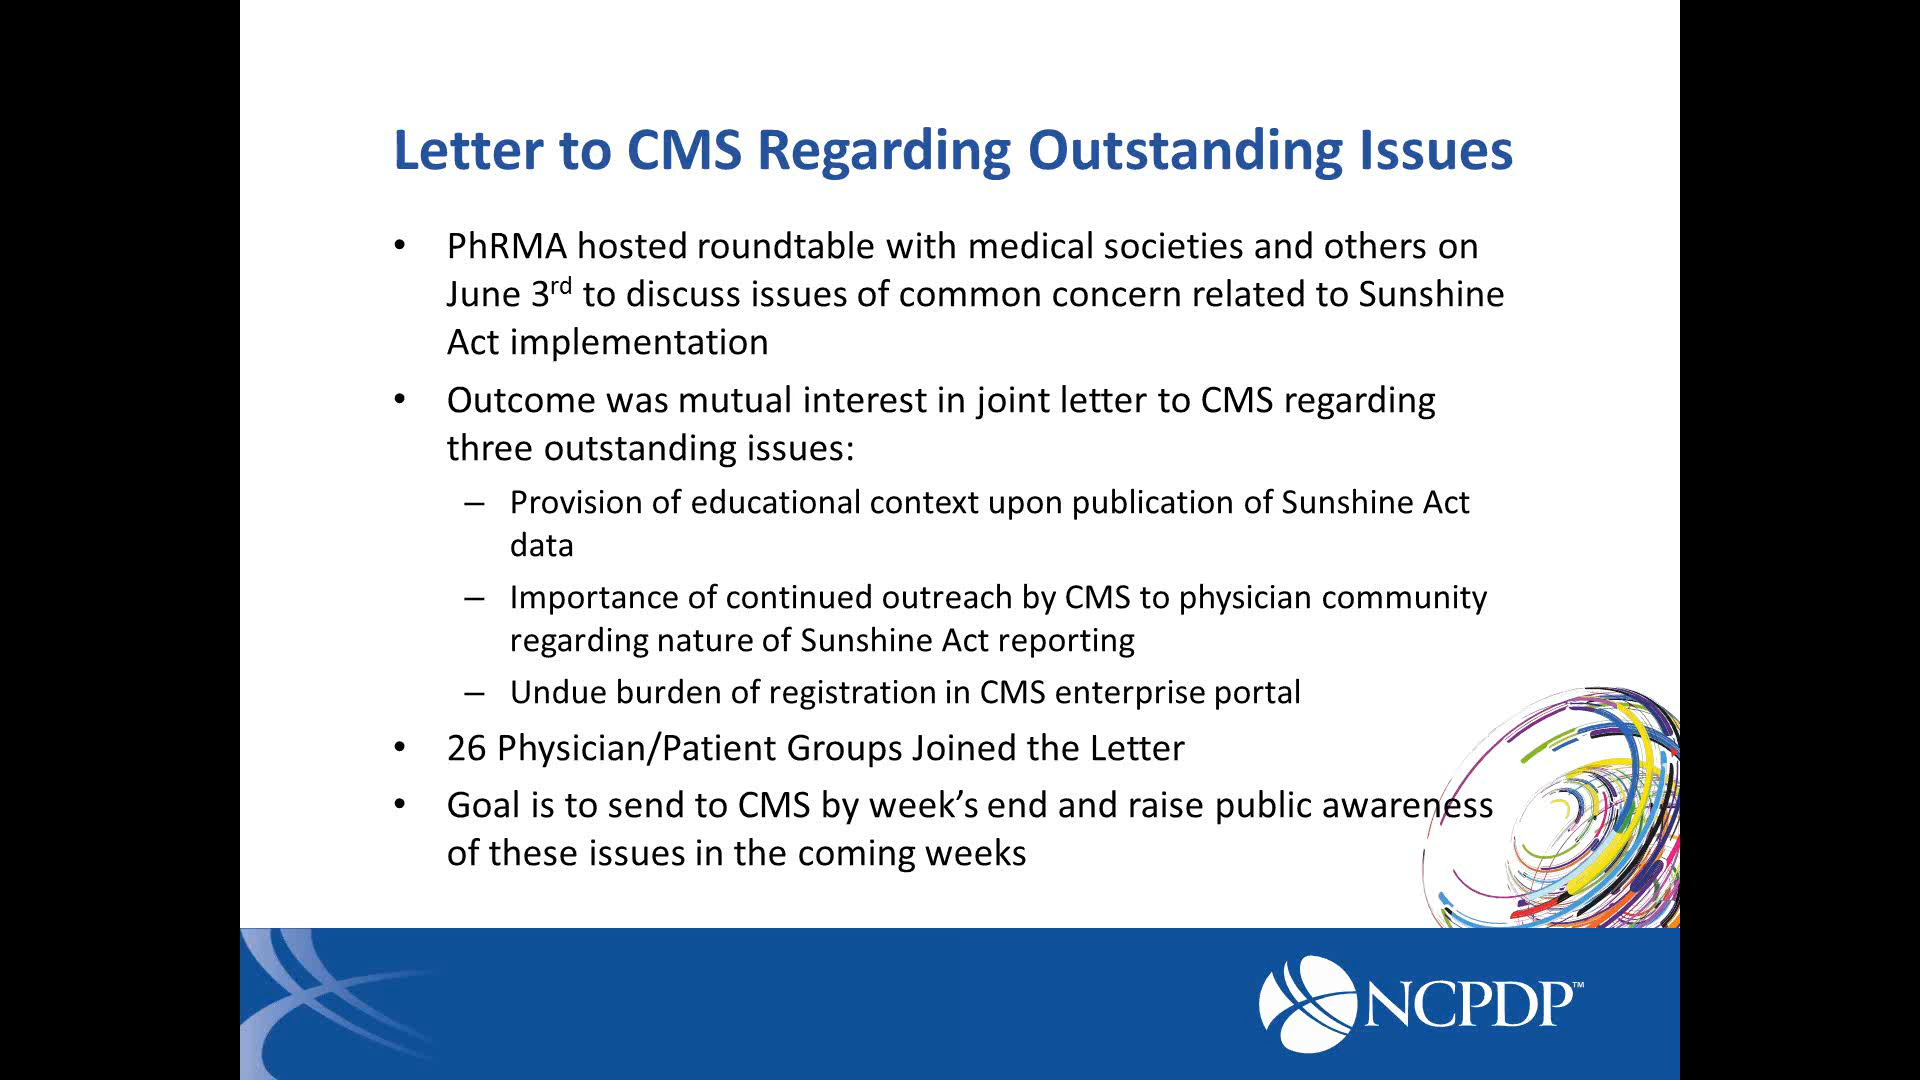 Letter to CMS Regarding Outstanding Issues
• PhRMA hosted roundtable with medical societies and others on
June 3rd to discuss issues of common concern related to Sunshine
Act implementation
• Outcome was mutual interest in joint letter to CMS regarding
three outstanding issues:
– Provision of educational context upon publication of Sunshine Act
data
– Importance of continued outreach by CMS to physician community
regarding nature of Sunshine Act reporting
– Undue burden of registration in CMS enterprise portal
• 26 Physician/Patient Groups Joined the Letter
• Goal is to send to CMS by week’s end and raise public awareness
of these issues in the coming weeks
NCPDP™